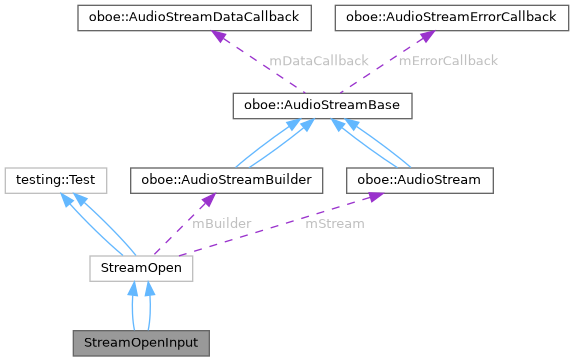 oboe::AudioStreamDataCallback
oboe::AudioStreamErrorCallback
mDataCallback
mErrorCallback
oboe::AudioStreamBase
testing::Test
oboe::AudioStreamBuilder
oboe::AudioStream
mBuilder
mStream
StreamOpen
StreamOpenInput